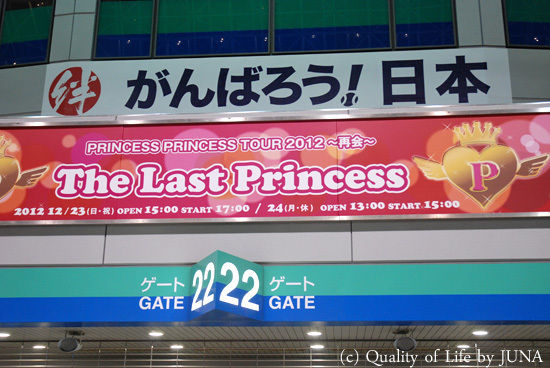 絆 がんばろう!日本
PRINCESS PRINCESS TOUR 2012 ～再会～
The Last Princess
P
2012 12/23(日・祝) OPEN 15:00 START 17:00 / 24(月・休) OPEN 13:00 START 15:00
ゲート 22 22 ゲート
GATE GATE
(c) Quality of Life by JUNA